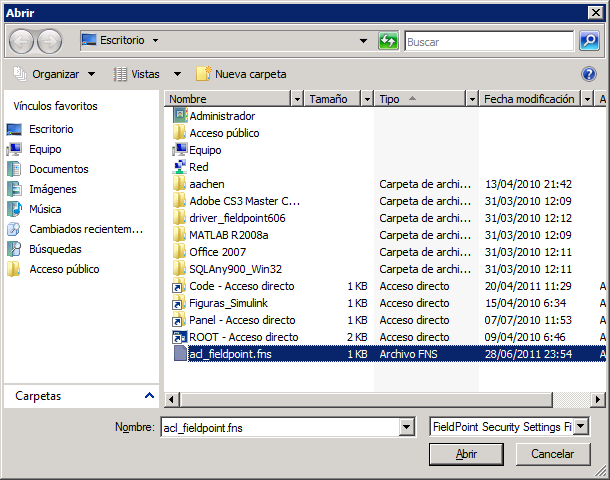 Abrir
Escritorio
Buscar
Organizar Vistas Nueva carpeta
Vínculos favoritos
Escritorio
Equipo
Documentos
Imágenes
Música
Cambiados recientem...
Búsquedas
Acceso público
Carpetas
Nombre Tamaño Tipo Fecha modificación A
Administrador
Acceso público
Equipo
Red
aachen Carpeta de archi... 13/04/2010 21:42
Adobe CS3 Master C... Carpeta de archi... 31/03/2010 12:09
driver_fieldpoint606 Carpeta de archi... 31/03/2010 12:12
MATLAB R2008a Carpeta de archi... 31/03/2010 12:09
Office 2007 Carpeta de archi... 31/03/2010 12:11
SQLAny900_Win32 Carpeta de archi... 31/03/2010 12:11
Code - Acceso directo 1 KB Acceso directo 20/04/2011 11:29 A
Figuras_Simulink 1 KB Acceso directo 15/04/2010 6:34 A
Panel - Acceso directo 1 KB Acceso directo 07/07/2010 11:53 A
ROOT - Acceso directo 2 KB Acceso directo 09/04/2010 6:46 A
acl_fieldpoint.fns 1 KB Archivo FNS 28/06/2011 23:54 A
Nombre: acl_fieldpoint.fns FieldPoint Security Settings Fi
Abrir Cancelar